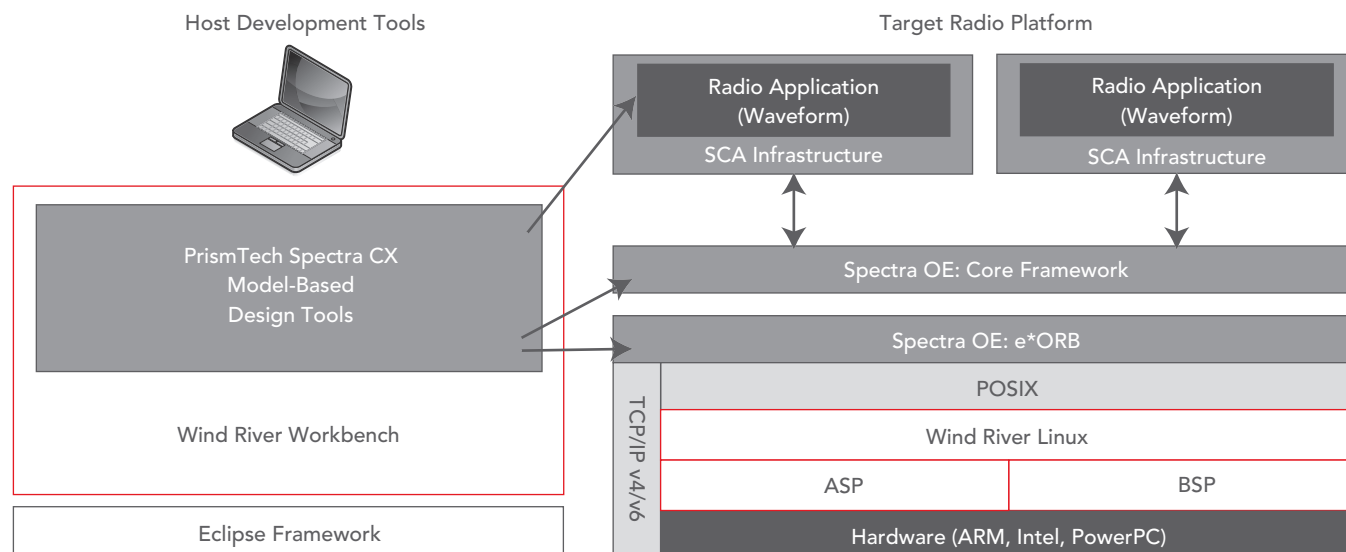 Host Development Tools
Target Radio Platform
Radio Application
(Waveform)
SCA Infrastructure
Radio Application
(Waveform)
SCA Infrastructure
PrismTech Spectra CX
Model-Based
Design Tools
Wind River Workbench
Eclipse Framework
Spectra OE: Core Framework
Spectra OE: e*ORB
TCP/IP v4/v6
POSIX
Wind River Linux
ASP
BSP
Hardware (ARM, Intel, PowerPC)